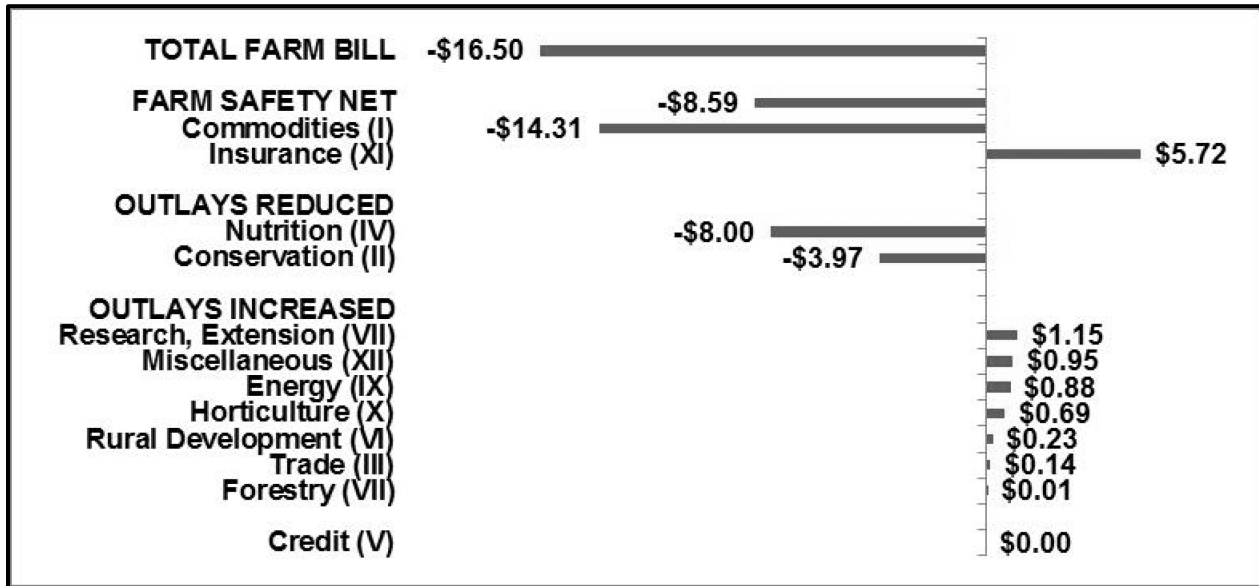 TOTAL FARM BILL -$16.50
FARM SAFETY NET -$8.59
Commodities (I) -$14.31
Insurance (XI) $5.72
OUTLAYS REDUCED
Nutrition (IV) -$8.00
Conservation (II) -$3.97
OUTLAYS INCREASED
Research, Extension (VII) $1.15
Miscellaneous (XII) $0.95
Energy (IX) $0.88
Horticulture (X) $0.69
Rural Development (VI) $0.23
Trade (III) $0.14
Forestry (VII) $0.01
Credit (V) $0.00